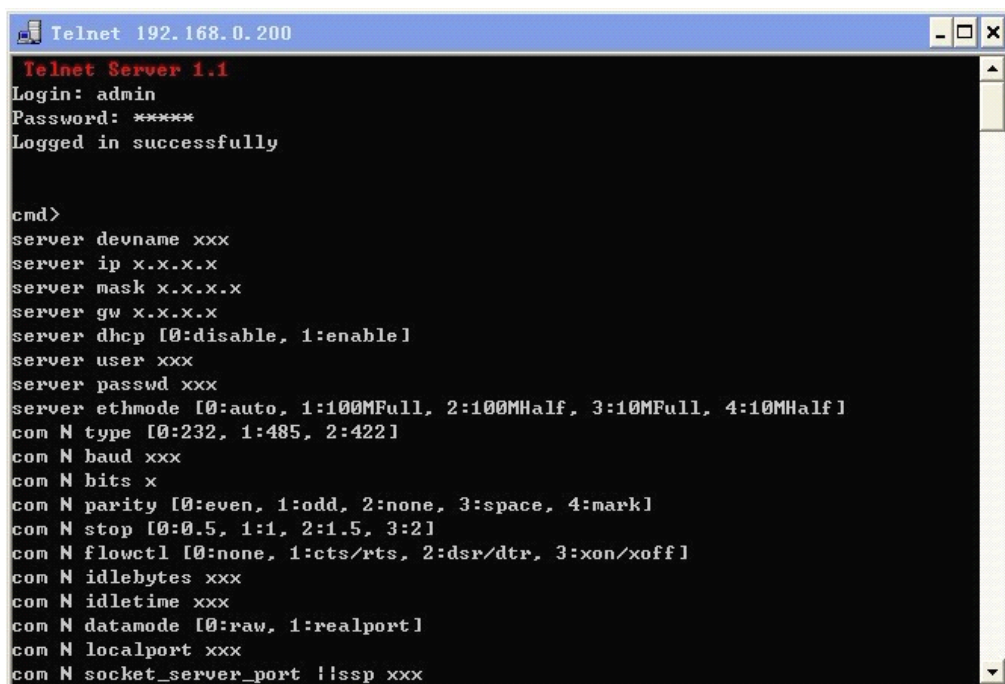 Telnet 192.168.0.200
Telnet Server 1.1
Login: admin
Password: *****
Logged in successfully
cmd>
server devname xxx
server ip x.x.x.x
server mask x.x.x.x
server gw x.x.x.x
server dhcp [0:disable, 1:enable]
server user xxx
server passwd xxx
server ethmode [0:auto, 1:100MFull, 2:100MHalf, 3:10MFull, 4:10MHalf]
com N type [0:232, 1:485, 2:422]
com N baud xxx
com N bits x
com N parity [0:even, 1:odd, 2:none, 3:space, 4:mark]
com N stop [0:0.5, 1:1, 2:1.5, 3:2]
com N flowctl [0:none, 1:cts/rts, 2:dsr/dtr, 3:xon/xoff]
com N idlebytes xxx
com N idletime xxx
com N datamode [0:raw, 1:realport]
com N localport xxx
com N socket_server_port ||ssp xxx